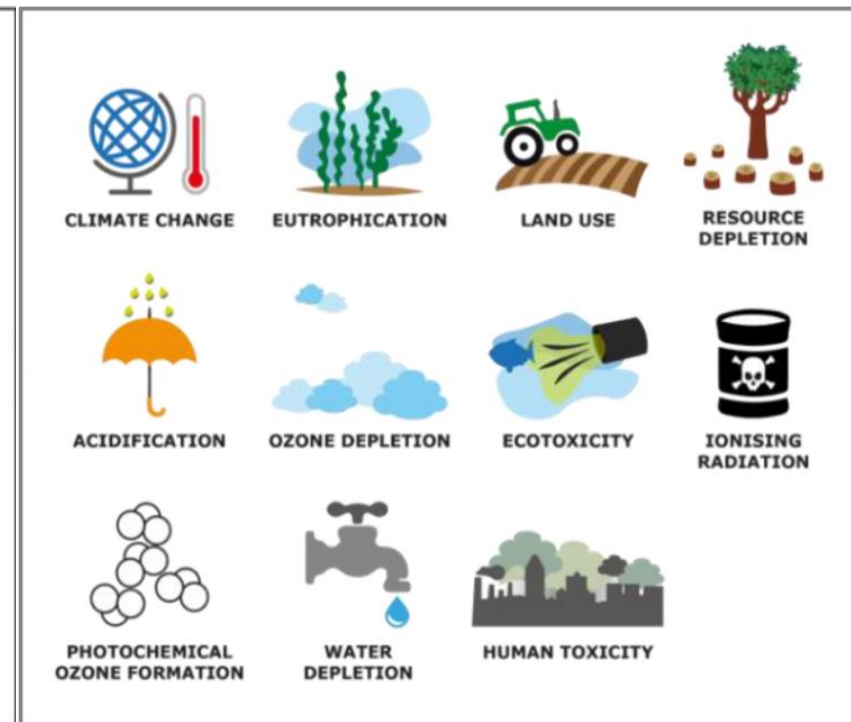 CLIMATE CHANGE
EUTROPHICATION
LAND USE
RESOURCE
DEPLETION
ACIDIFICATION
OZONE DEPLETION
ECOTOXICITY
IONISING
RADIATION
PHOTOCHEMICAL
OZONE FORMATION
WATER
DEPLETION
HUMAN TOXICITY